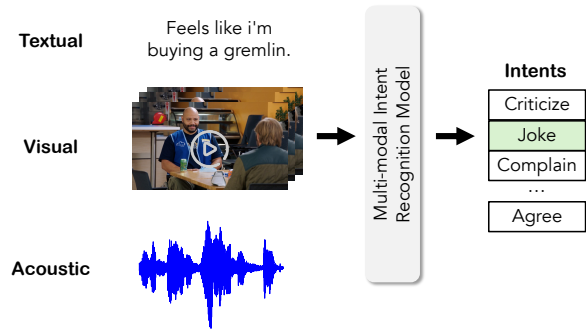 Textual
Feels like i'm
buying a gremlin.
Visual
Acoustic
Multi-modal Intent
Recognition Model
Intents
Criticize
Joke
Complain
...
Agree